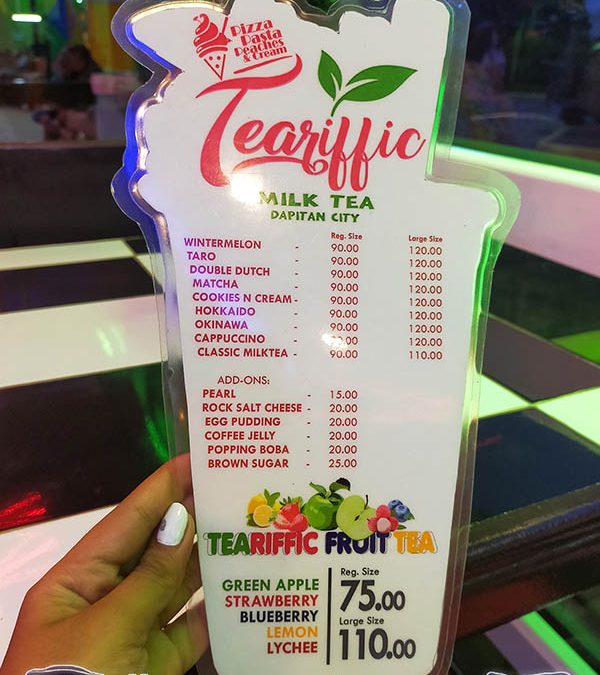 Pizza
Pasta
Peaches
& Cream
Teariffic
MILK TEA
DAPITAN CITY
Reg. Size Large Size
WINTERMELON - 90.00 120.00
TARO - 90.00 120.00
DOUBLE DUTCH - 90.00 120.00
MATCHA - 90.00 120.00
COOKIES N CREAM - 90.00 120.00
HOKKAIDO - 90.00 120.00
OKINAWA - 90.00 120.00
CAPPUCCINO - 90.00 120.00
CLASSIC MILKTEA - 90.00 110.00
ADD-ONS:
PEARL - 15.00
ROCK SALT CHEESE - 20.00
EGG PUDDING - 20.00
COFFEE JELLY - 20.00
POPPING BOBA - 20.00
BROWN SUGAR - 25.00
TEARIFFIC FRUIT TEA
GREEN APPLE
STRAWBERRY
BLUEBERRY
LEMON
LYCHEE
Reg. Size
75.00
Large Size
110.00